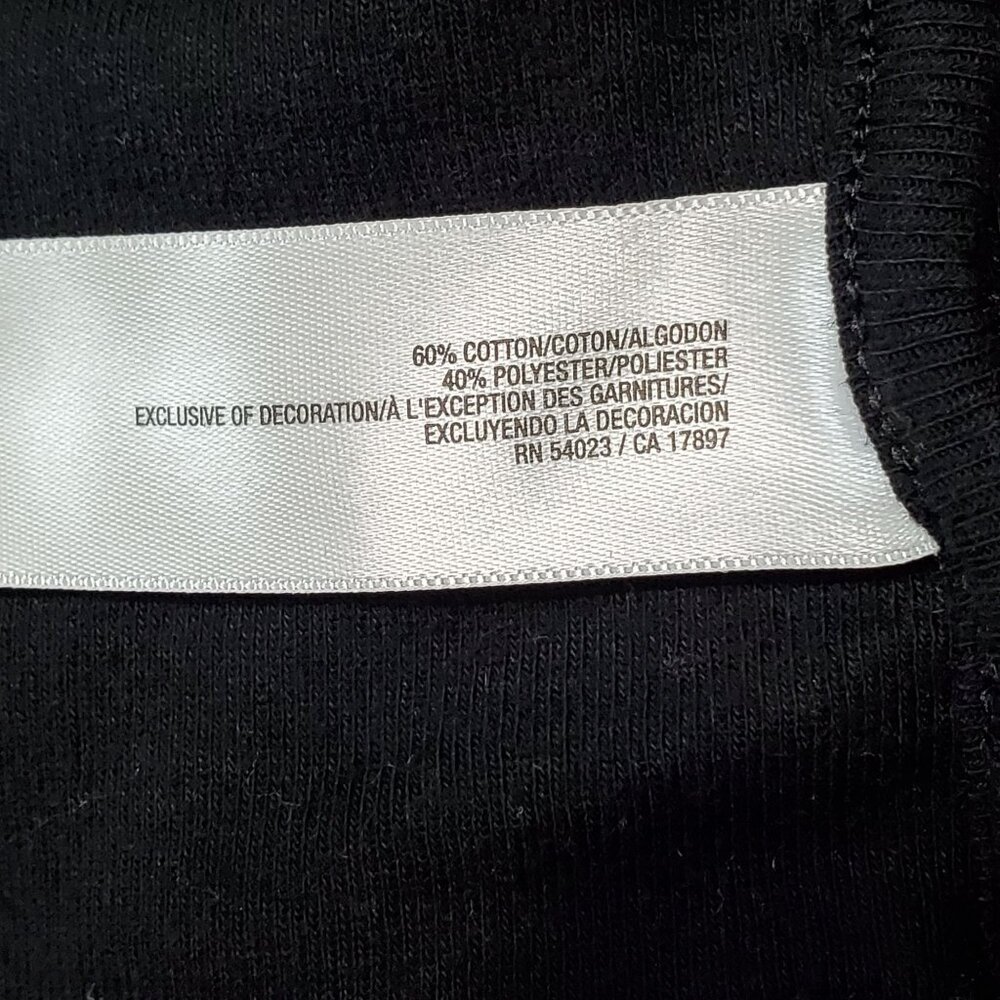 60% COTTON/COTON/ALGODON
40% POLYESTER/POLIESTER
EXCLUSIVE OF DECORATION/À L'EXCEPTION DES GARNITURES/
EXCLUYENDO LA DECORACION
RN 54023 / CA 17897